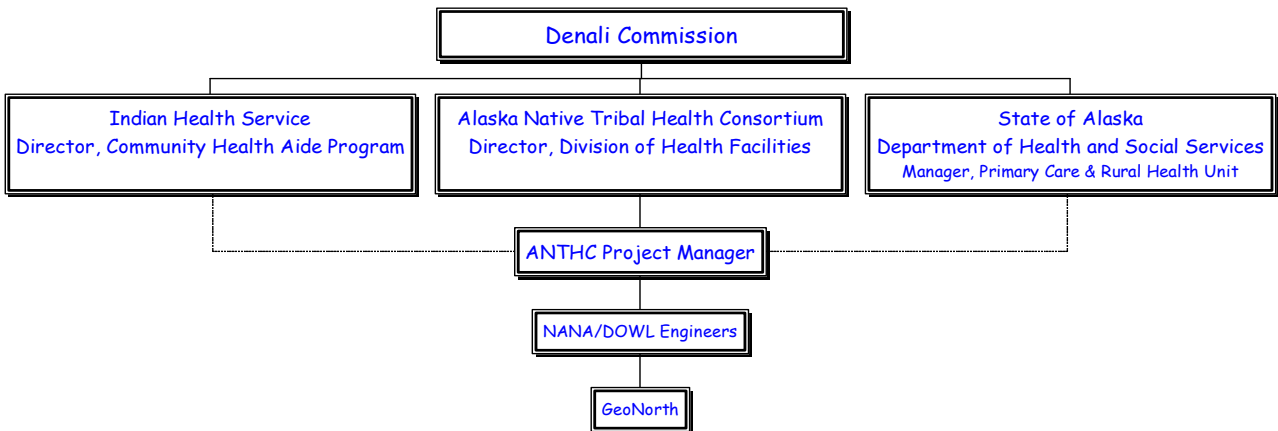 Denali Commission
Indian Health Service
Director, Community Health Aide Program
Alaska Native Tribal Health Consortium
Director, Division of Health Facilities
State of Alaska
Department of Health and Social Services
Manager, Primary Care & Rural Health Unit
ANTHC Project Manager
NANA/DOWL Engineers
GeoNorth